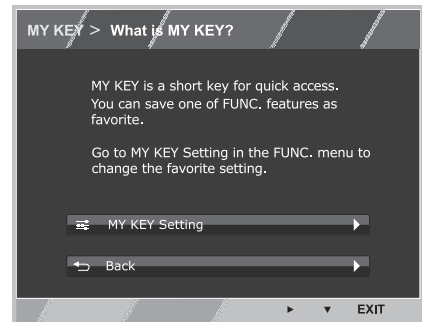 MY KEY > What is MY KEY?
MY KEY is a short key for quick access.
You can save one of FUNC. features as
favorite.
Go to MY KEY Setting in the FUNC. menu to
change the favorite setting.
MY KEY Setting
Back
EXIT